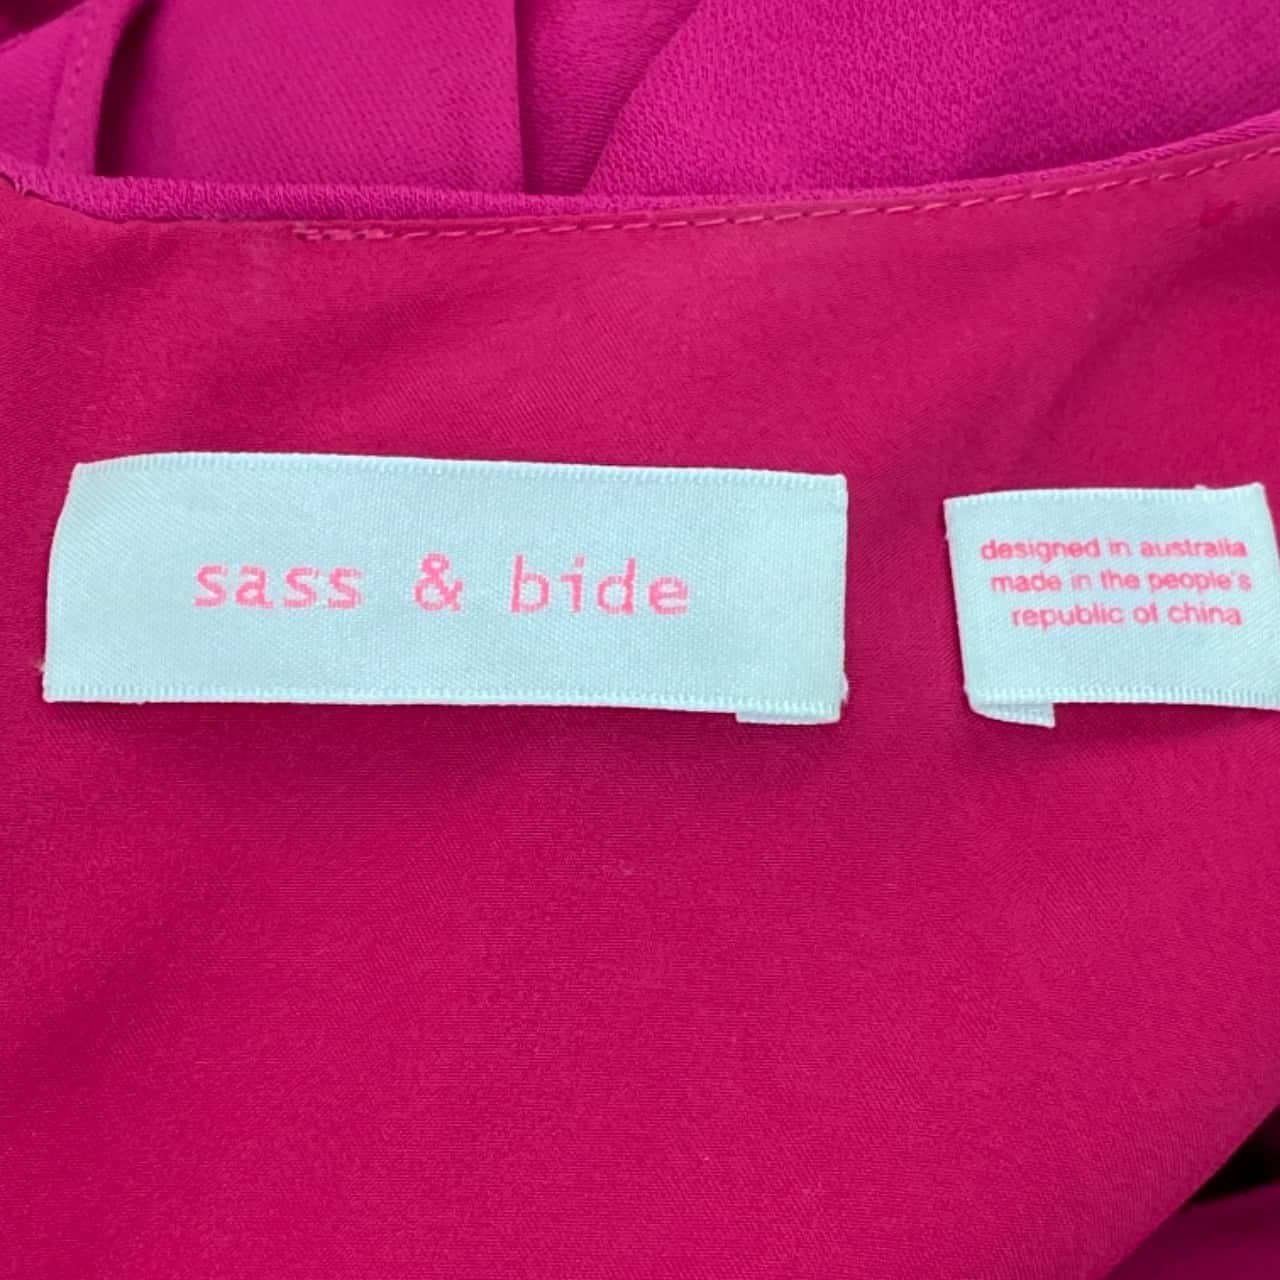 sass & bide
designed in australia
made in the people's
republic of china